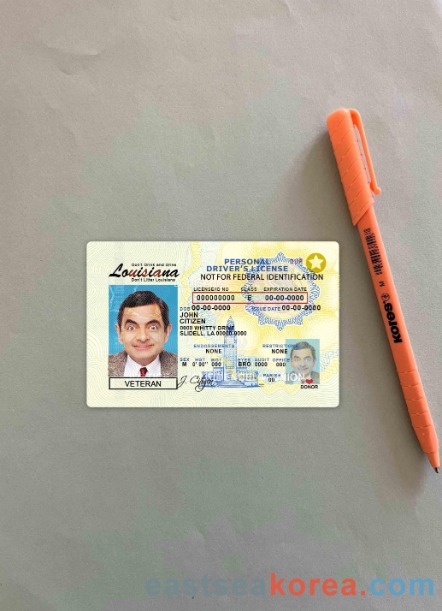 Don't Drink and Drive
Louisiana
Don't Litter Louisiana
PERSONAL
DRIVER'S LICENSE
NOT FOR FEDERAL IDENTIFICATION
LICENSE/ID NO CLASS EXPIRATION DATE
000000000 E 00-00-0000
DOB 00-00-0000 ISSUE DATE 00-00-0000
JOHN
CITIZEN
0000 WHITTY DRIVE
SLIDELL, LA 00000.0000
ENDORSEMENTS
NONE
NONE
SEX HGT WGT EYES AUDIT OFFICE
M 0'00" 000 BRO 0000 000
PARISH
VETERAN
DONOR
kores
eastseakorea.com